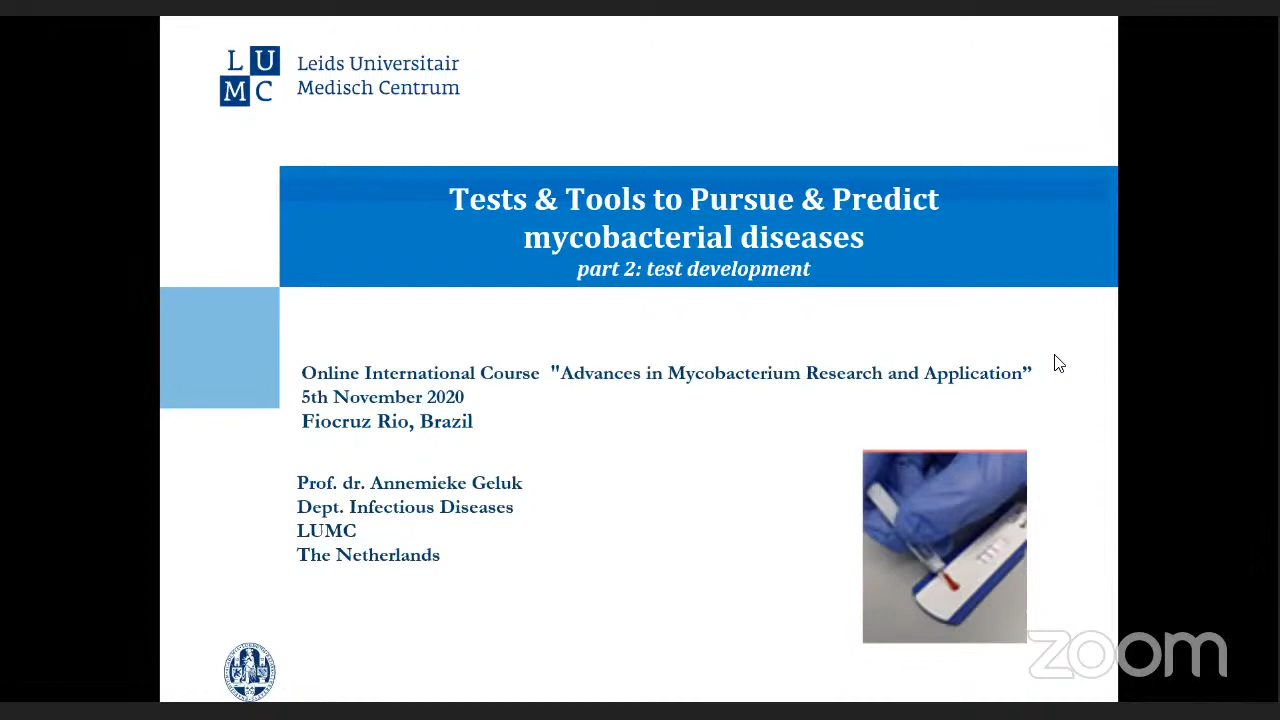 L U
M C
Leids Universitair
Medisch Centrum
Tests & Tools to Pursue & Predict
mycobacterial diseases
part 2: test development
Online International Course "Advances in Mycobacterium Research and Application”
5th November 2020
Fiocruz Rio, Brazil
Prof. dr. Annemieke Geluk
Dept. Infectious Diseases
LUMC
The Netherlands
zoom